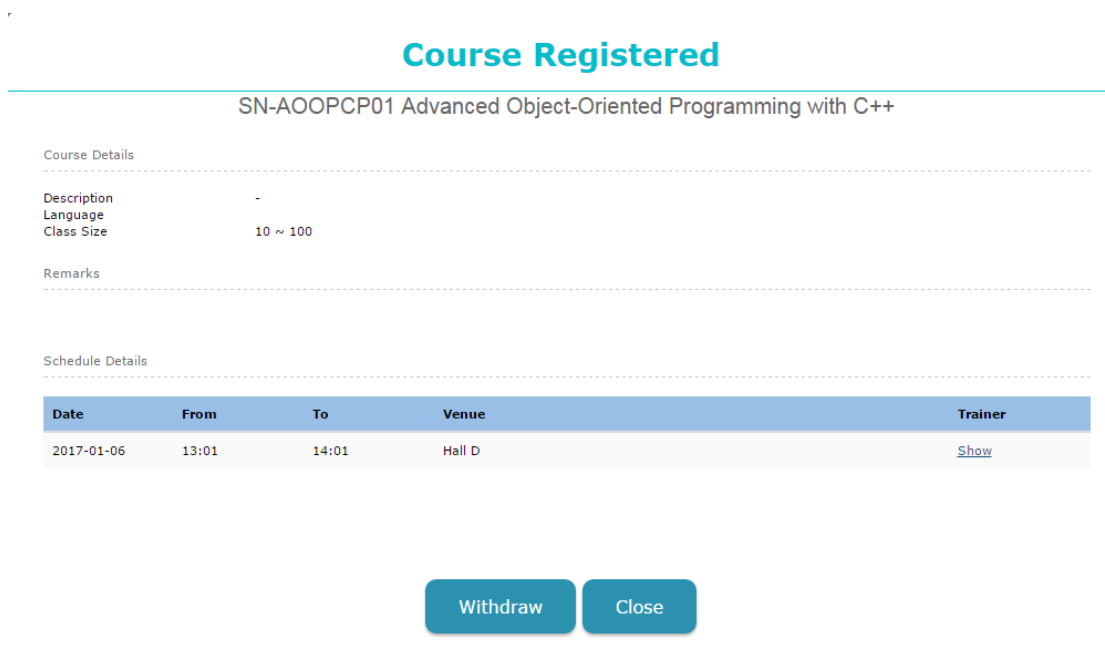 Course Registered
SN-AOOPCP01 Advanced Object-Oriented Programming with C++
Course Details
Description -
Language
Class Size 10 ~ 100
Remarks
Schedule Details
Date From To Venue Trainer
2017-01-06 13:01 14:01 Hall D Show
Withdraw Close